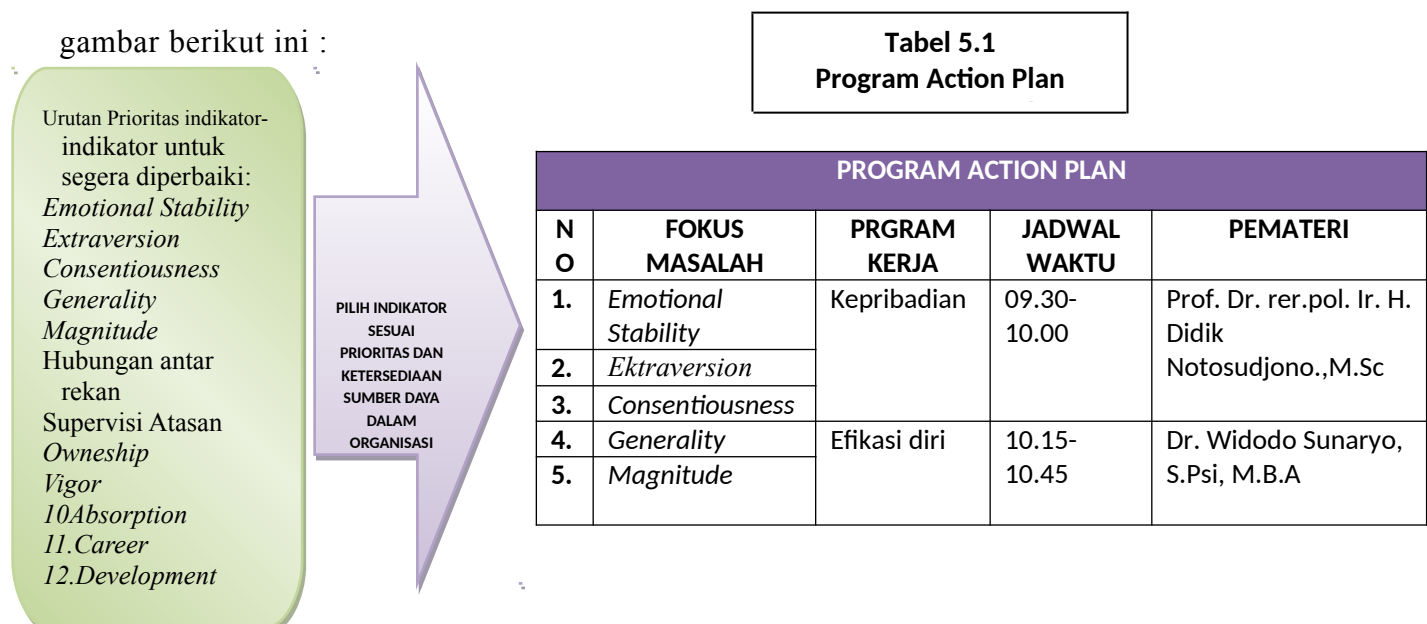 gambar berikut ini :
Urutan Prioritas indikator-
indikator untuk
segera diperbaiki:
Emotional Stability
Extraversion
Consentiousness
Generality
Magnitude
Hubungan antar
rekan
Supervisi Atasan
Owneship
Vigor
10Absorption
11.Career
12.Development
PILIH INDIKATOR
SESUAI
PRIORITAS DAN
KETERSEDIAAN
SUMBER DAYA
DALAM
ORGANISASI
Tabel 5.1
Program Action Plan
PROGRAM ACTION PLAN
N FOKUS PRGRAM JADWAL PEMATERI
O MASALAH KERJA WAKTU
1. Emotional Kepribadian 09.30- Prof. Dr. rer.pol. Ir. H.
Stability 10.00 Didik
2. Ektraversion Notosudjono.,M.Sc
3. Consentiousness
4. Generality Efikasi diri 10.15- Dr. Widodo Sunaryo,
5. Magnitude 10.45 S.Psi, M.B.A